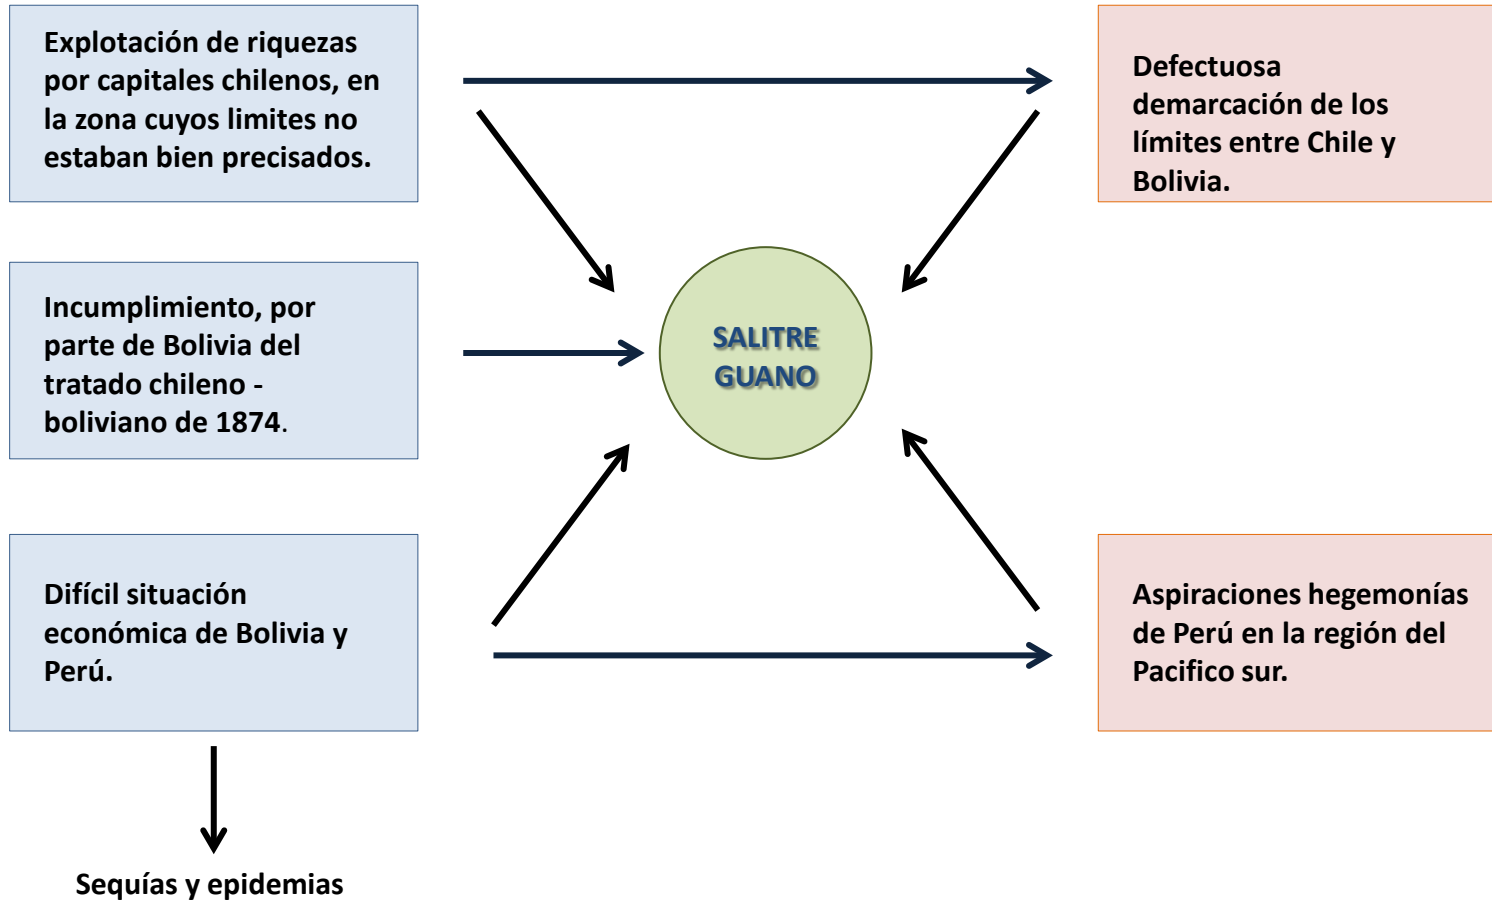 Explotación de riquezas
por capitales chilenos, en
la zona cuyos limites no
estaban bien precisados.
Defectuosa
demarcación de los
límites entre Chile y
Bolivia.
Incumplimiento, por
parte de Bolivia del
tratado chileno -
boliviano de 1874.
SALITRE
GUANO
Difícil situación
económica de Bolivia y
Perú.
Aspiraciones hegemonías
de Perú en la región del
Pacifico sur.
Sequías y epidemias